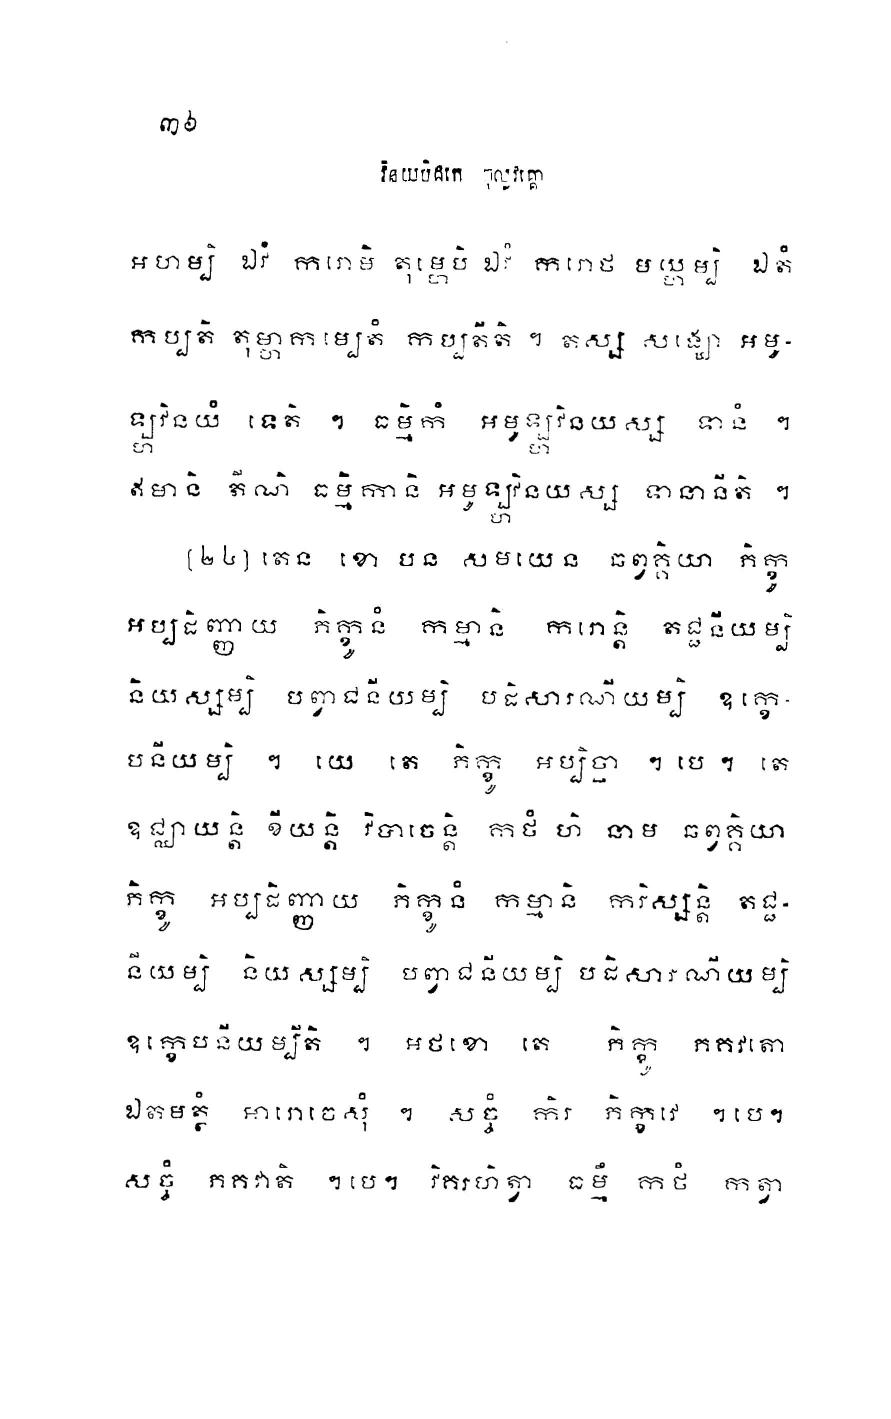 ៣៦
វិនយបិដកេ ចុល្លវគ្គោ
អហម្បិ ឯវំ ករោមិ តុម្ហេបិ ឯវំ ករោថ មយ្ហម្បិ ឯតំ
កប្បតិ តុម្ហាកម្បេតំ កប្បតីតិ ។ តស្ស សង្ឃោ អមូ-
ឡ្ហវិនយំ ទេតិ ។ ធម្មិកំ អមូឡ្ហវិនយស្ស ទានំ ។
ឥមានិ តីណិ ធម្មិកានិ អមូឡ្ហវិនយស្ស ទានានីតិ ។
(២៤) តេន ខោ បន សមយេន ឆព្វគ្គិយា ភិក្ខូ
អប្បដិញ្ញាយ ភិក្ខូនំ កម្មានិ ករោន្តិ តជ្ជនីយម្បិ
និយស្សម្បិ បព្វាជនីយម្បិ បដិសារណីយម្បិ ឧក្ខេ-
បនីយម្បិ ។ យេ តេ ភិក្ខូ អប្បិច្ឆា ។ បេ ។ តេ
ឧជ្ឈាយន្តិ ខីយន្តិ វិបាចេន្តិ កថំ ហិ នាម ឆព្វគ្គិយា
ភិក្ខូ អប្បដិញ្ញាយ ភិក្ខូនំ កម្មានិ ករិស្សន្តិ តជ្ជ-
នីយម្បិ និយស្សម្បិ បព្វាជនីយម្បិ បដិសារណីយម្បិ
ឧក្ខេបនីយម្បីតិ ។ អថខោ តេ ភិក្ខូ ភគវតោ
ឯតមត្ថំ អារោចេសុំ ។ សច្ចំ កិរ ភិក្ខវេ ។ បេ។
សច្ចំ ភគវាតិ ។ បេ។ វិគរហិត្វា ធម្មឹ កថំ កត្វា